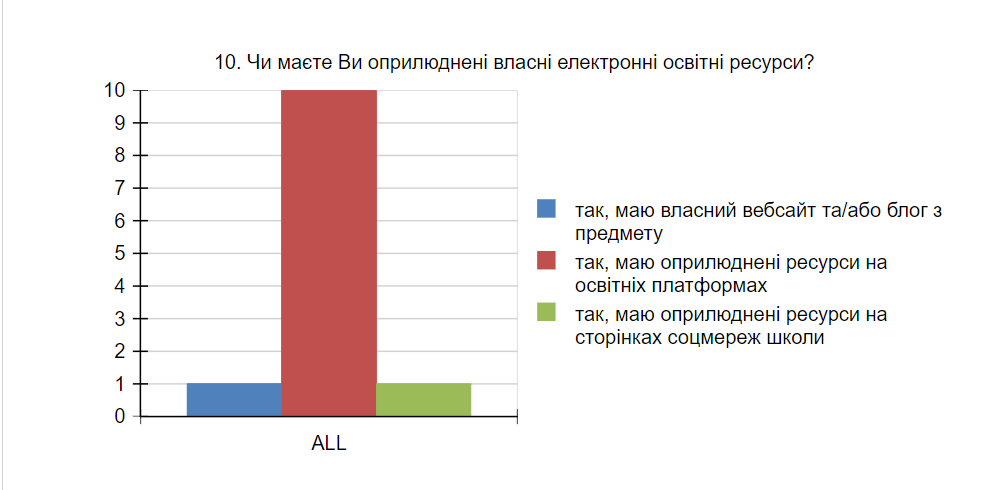 10. Чи маєте Ви оприлюднені власні електронні освітні ресурси?
10
9
8
7
6
5
4
3
2
1
0
ALL
так, маю власний вебсайт та/або блог з
предмету
так, маю оприлюднені ресурси на
освітніх платформах
так, маю оприлюднені ресурси на
сторінках соцмереж школи